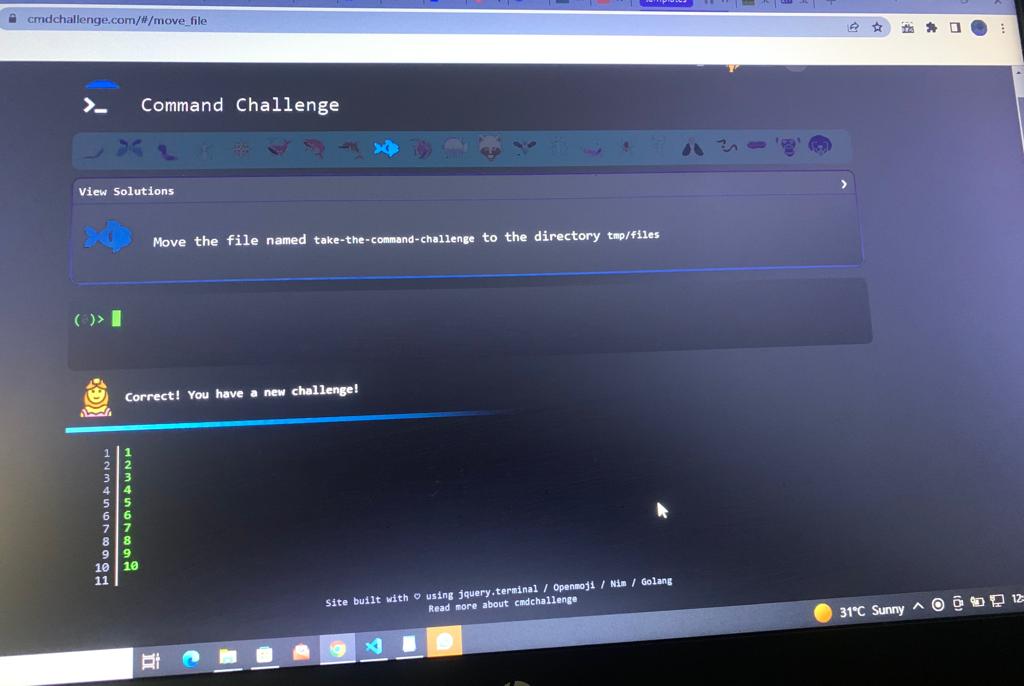 cmdchallenge.com/#/move_file
>_ Command Challenge
View Solutions
Move the file named take-the-command-challenge to the directory tmp/files
( )>
Correct! You have a new challenge!
1 1
2 2
3 3
4 4
5 5
6 6
7 7
8 8
9 9
10 10
11
Site built with ♡ using jquery.terminal / Openmoji / Nim / Golang
Read more about cmdchallenge
31°C Sunny